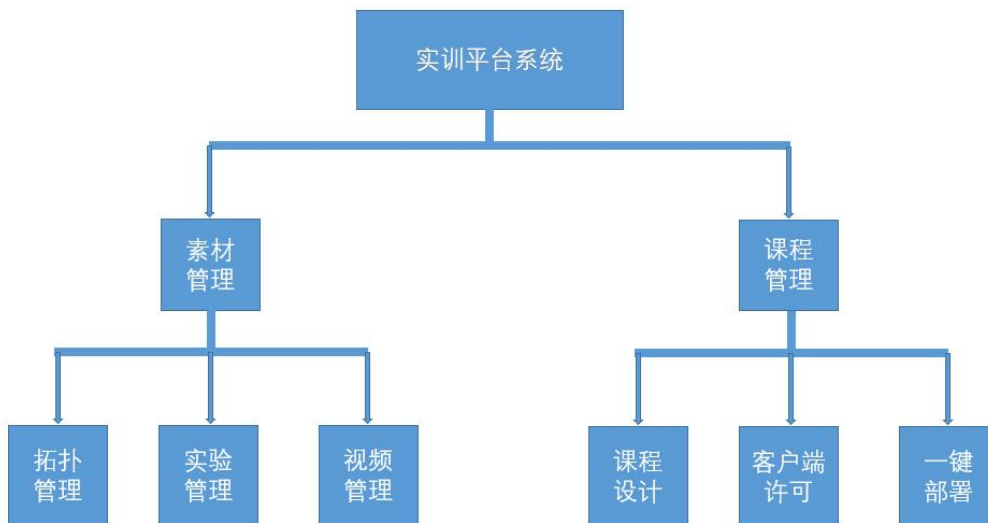 实训平台系统
素材
管理
课程
管理
拓扑
管理
实验
管理
视频
管理
课程
设计
客户端
许可
一键
部署